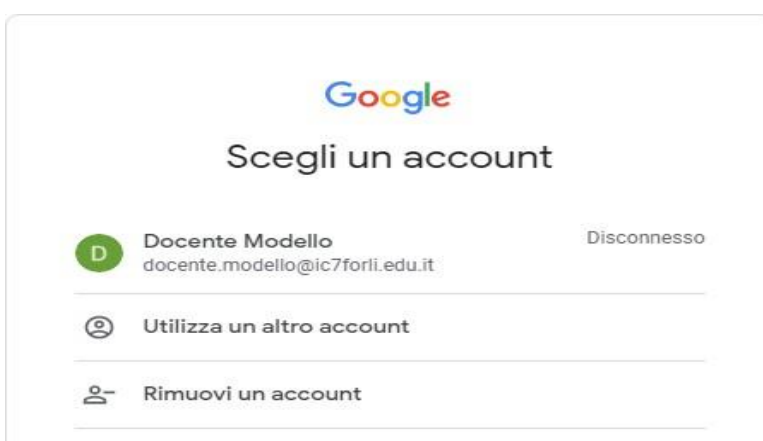 Google
Scegli un account
D
Docente Modello
Disconnesso
docente.modello@ic7forli.edu.it
Utilizza un altro account
Rimuovi un account